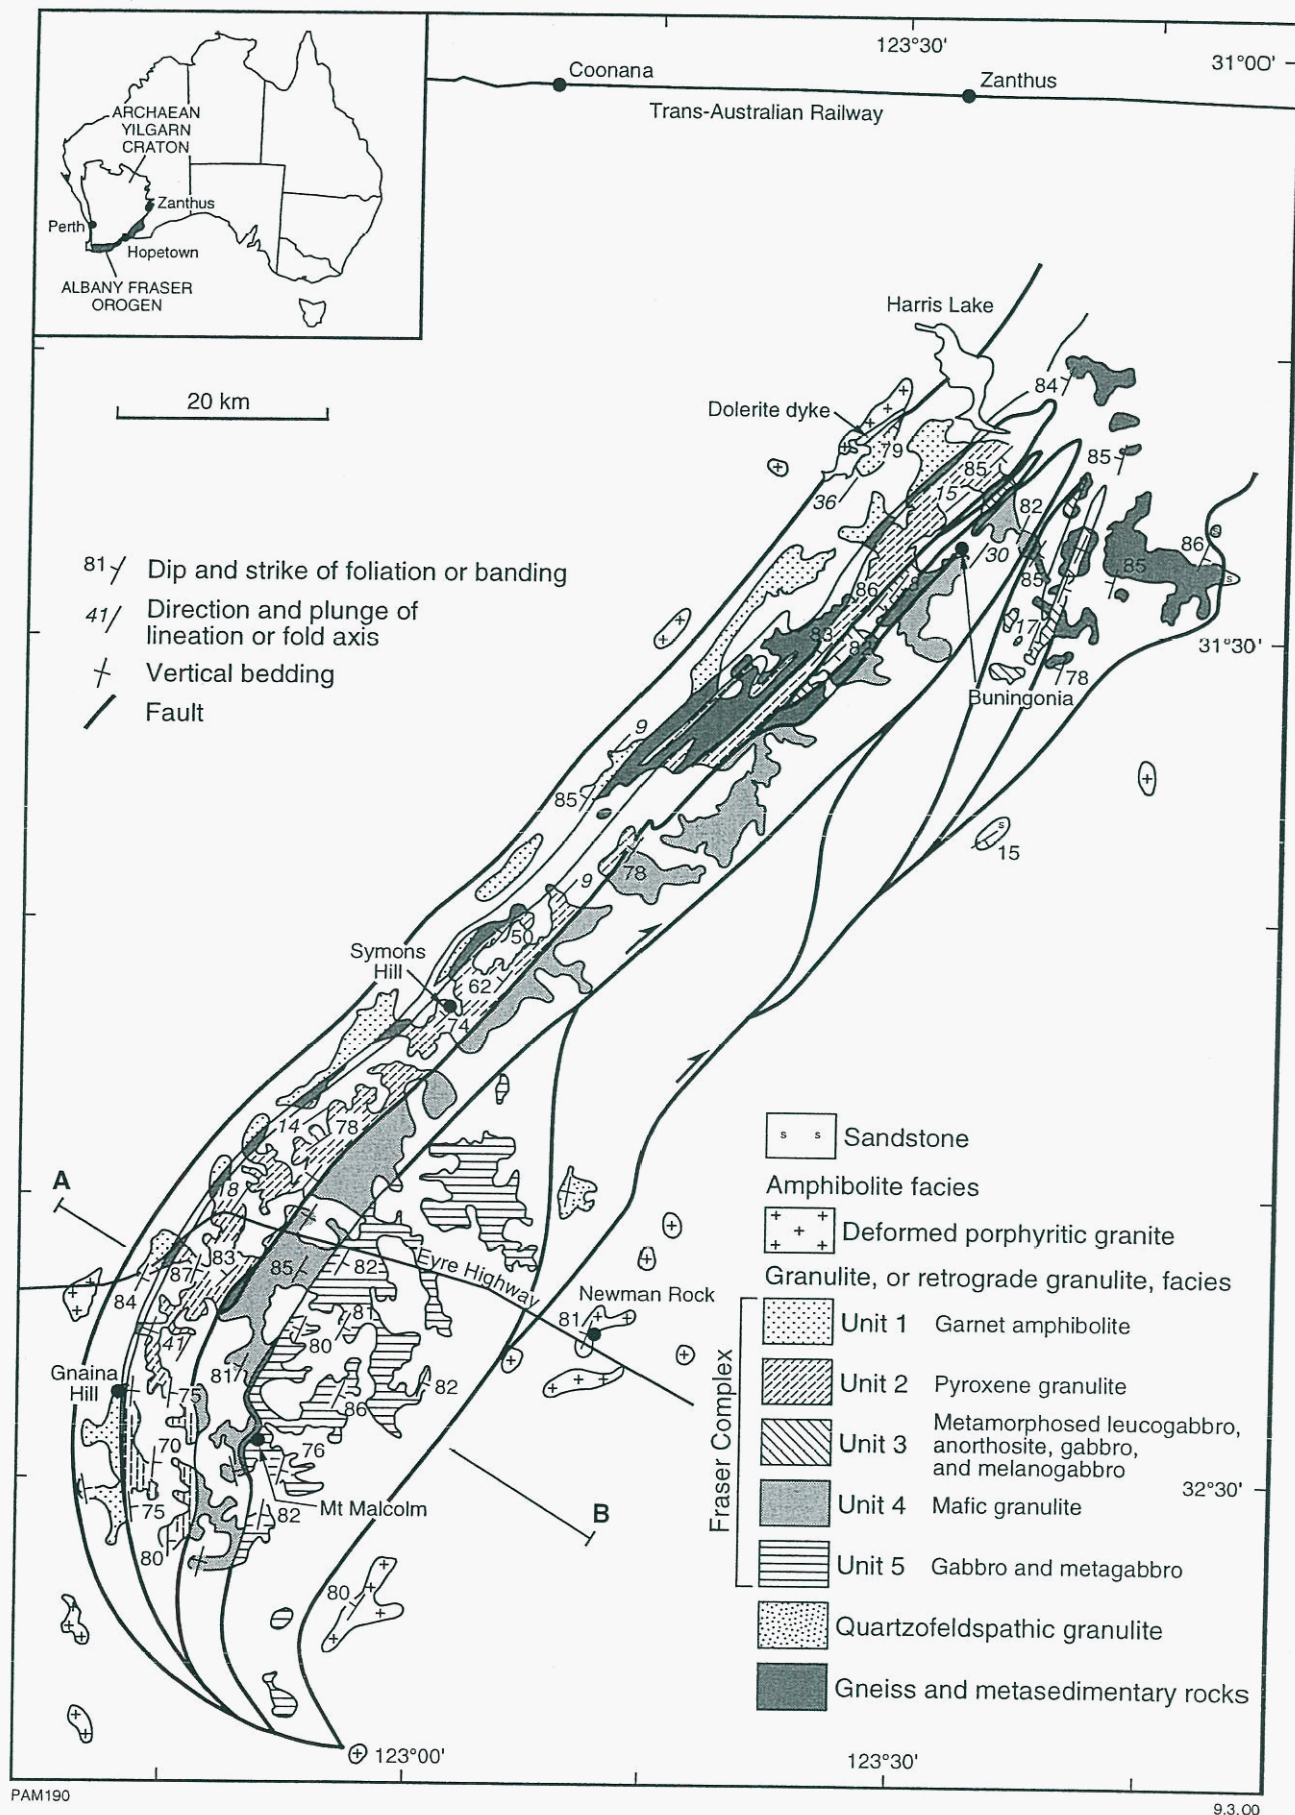 123°30'
31°00'
Coonana
Zanthus
Trans-Australian Railway
ARCHAEAN
YILGARN
CRATON
Zanthus
Perth
Hopetown
ALBANY FRASER
OROGEN
Harris Lake
84
20 km
Dolerite dyke
79
85
85
36
15
82
86
s
81 Dip and strike of foliation or banding
41 Direction and plunge of
lineation or fold axis
Vertical bedding
Fault
30
85
85
s
86
8
83
82
17
31°30'
78
Buningonia
9
85
s
15
78
9
50
Symons
Hill
62
74
14
78
A
18
1
s s Sandstone
Amphibolite facies
Deformed porphyritic granite
Granulite, or retrograde granulite, facies
Fraser Complex
Unit 1 Garnet amphibolite
Unit 2 Pyroxene granulite
Unit 3 Metamorphosed leucogabbro,
anorthosite, gabbro,
and melanogabbro
Unit 4 Mafic granulite
Unit 5 Gabbro and metagabbro
Quartzofeldspathic granulite
Gneiss and metasedimentary rocks
83
87
85
82
Eyre Highway
84
Newman Rock
81
81
41
80
Gnaina
Hill
81
82
75
86
70
76
32°30'
75
Mt Malcolm
82
B
80
80
123°00'
123°30'
PAM190
9.3.00